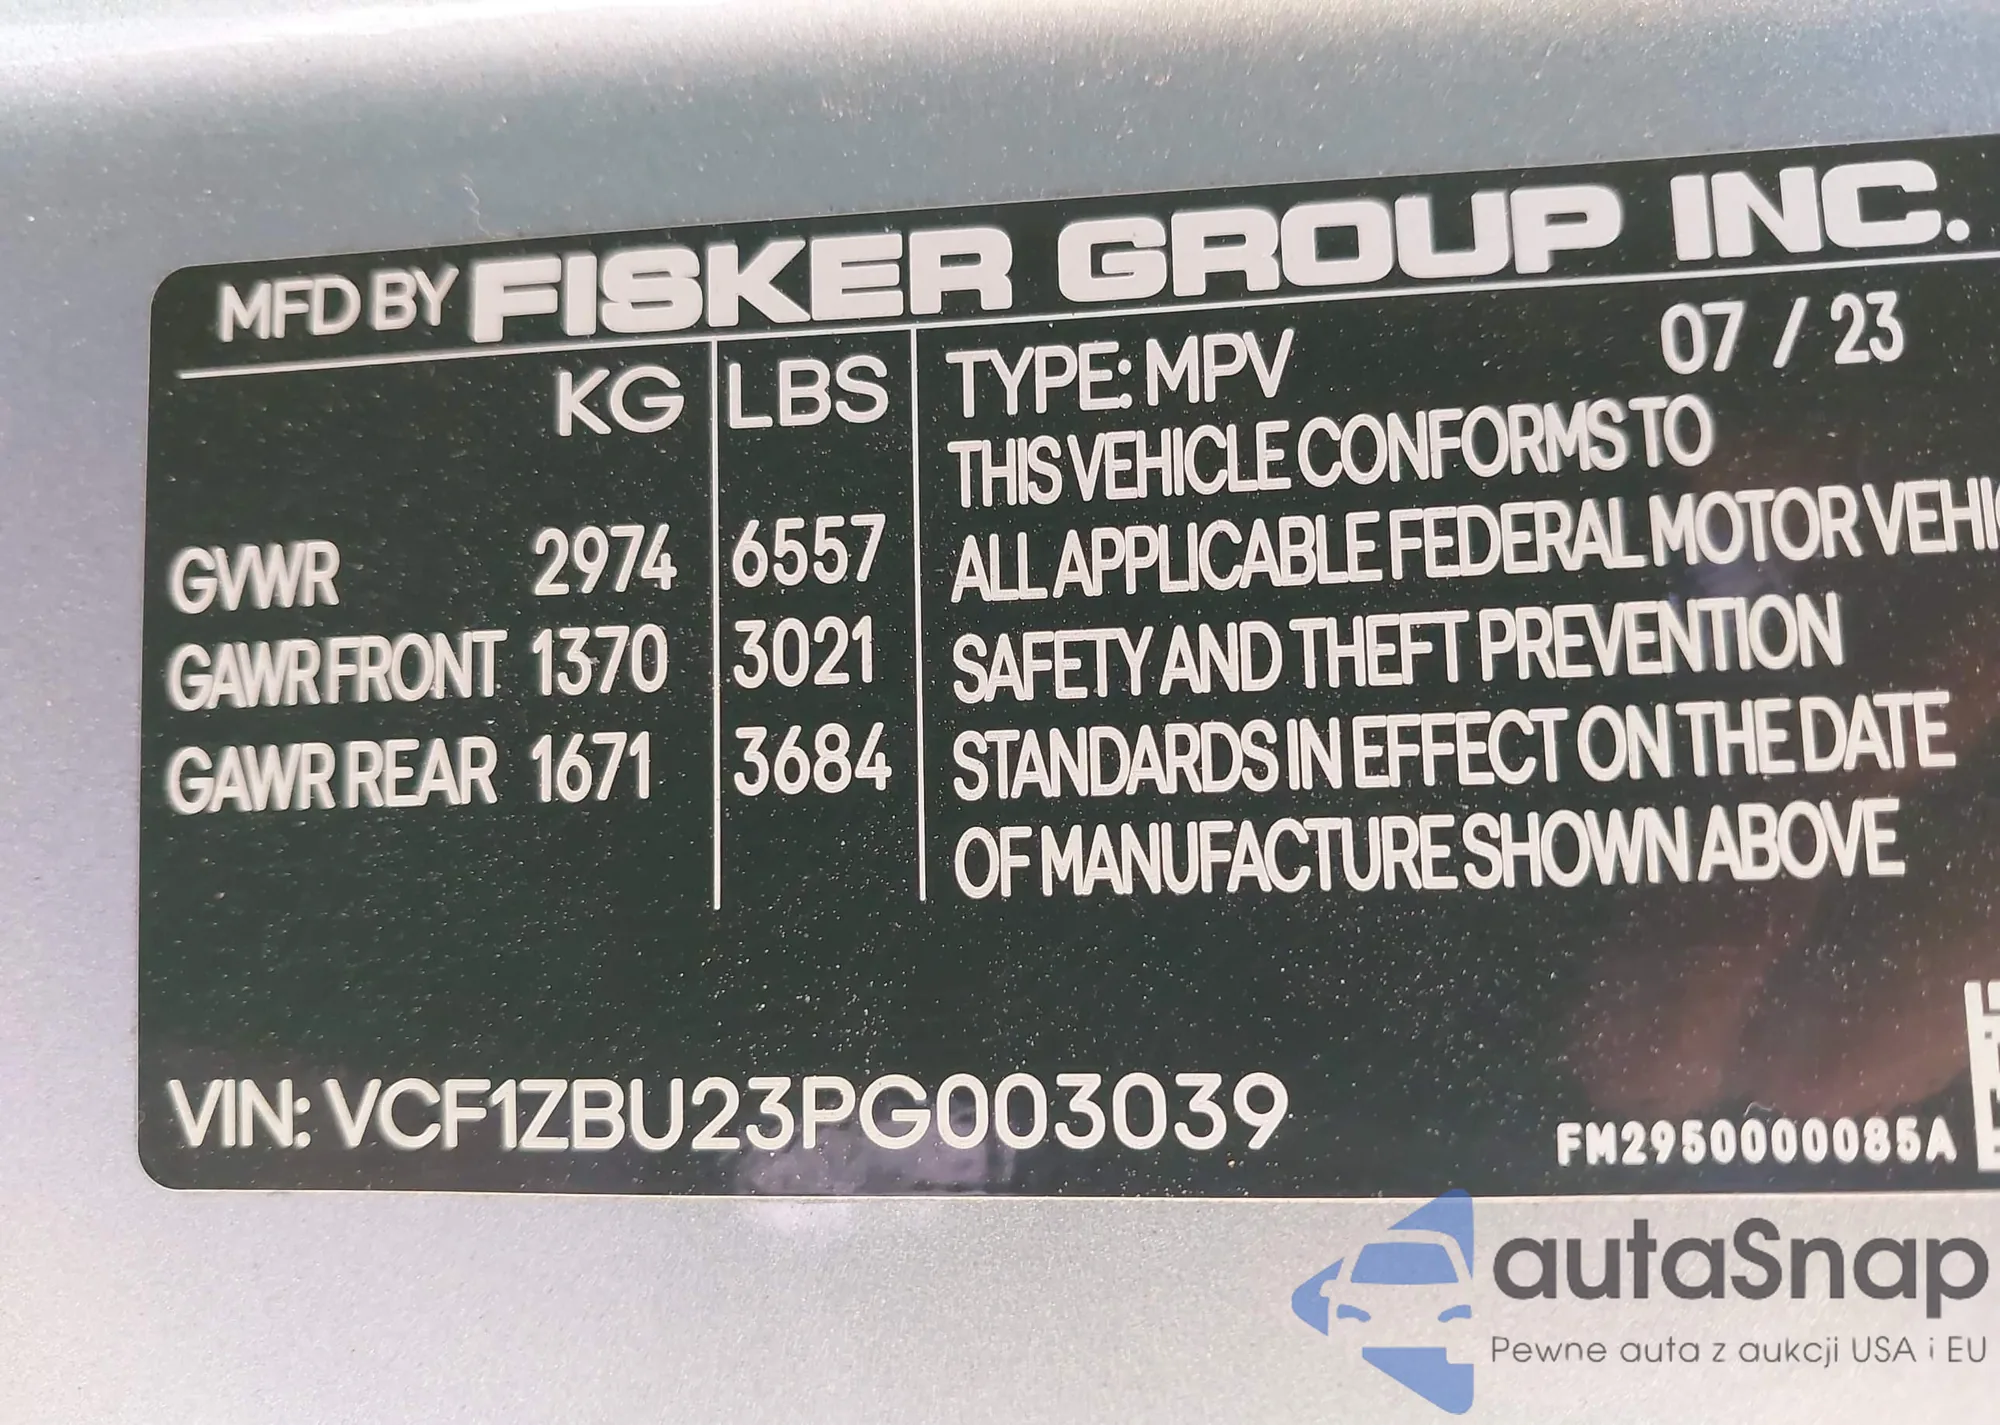 MFD BY FISKER GROUP INC.
KG LBS
TYPE: MPV 07 / 23
THIS VEHICLE CONFORMS TO
ALL APPLICABLE FEDERAL MOTOR
SAFETY AND THEFT PREVENTION
STANDARDS IN EFFECT ON THE DATE
OF MANUFACTURE SHOWN ABOVE
GVWR 2974 6557
GAWR FRONT 1370 3021
GAWR REAR 1671 3684
VIN: VCF1ZBU23PG003039
FM2950000085A
autaSnap
Pewne auta z aukcji USA i EU